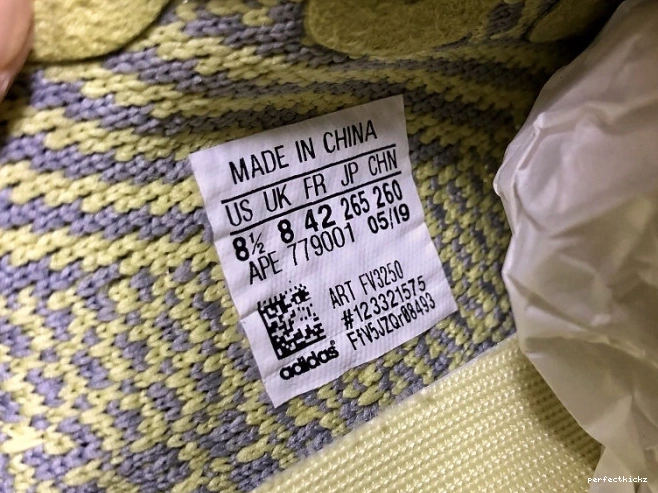 MADE IN CHINA
US UK FR JP CHN
8½ 8 42 265 260
APE 779001 05/19
ART FV3250
#123321575
F1V5JZQr08493
adidas
perfectkickz